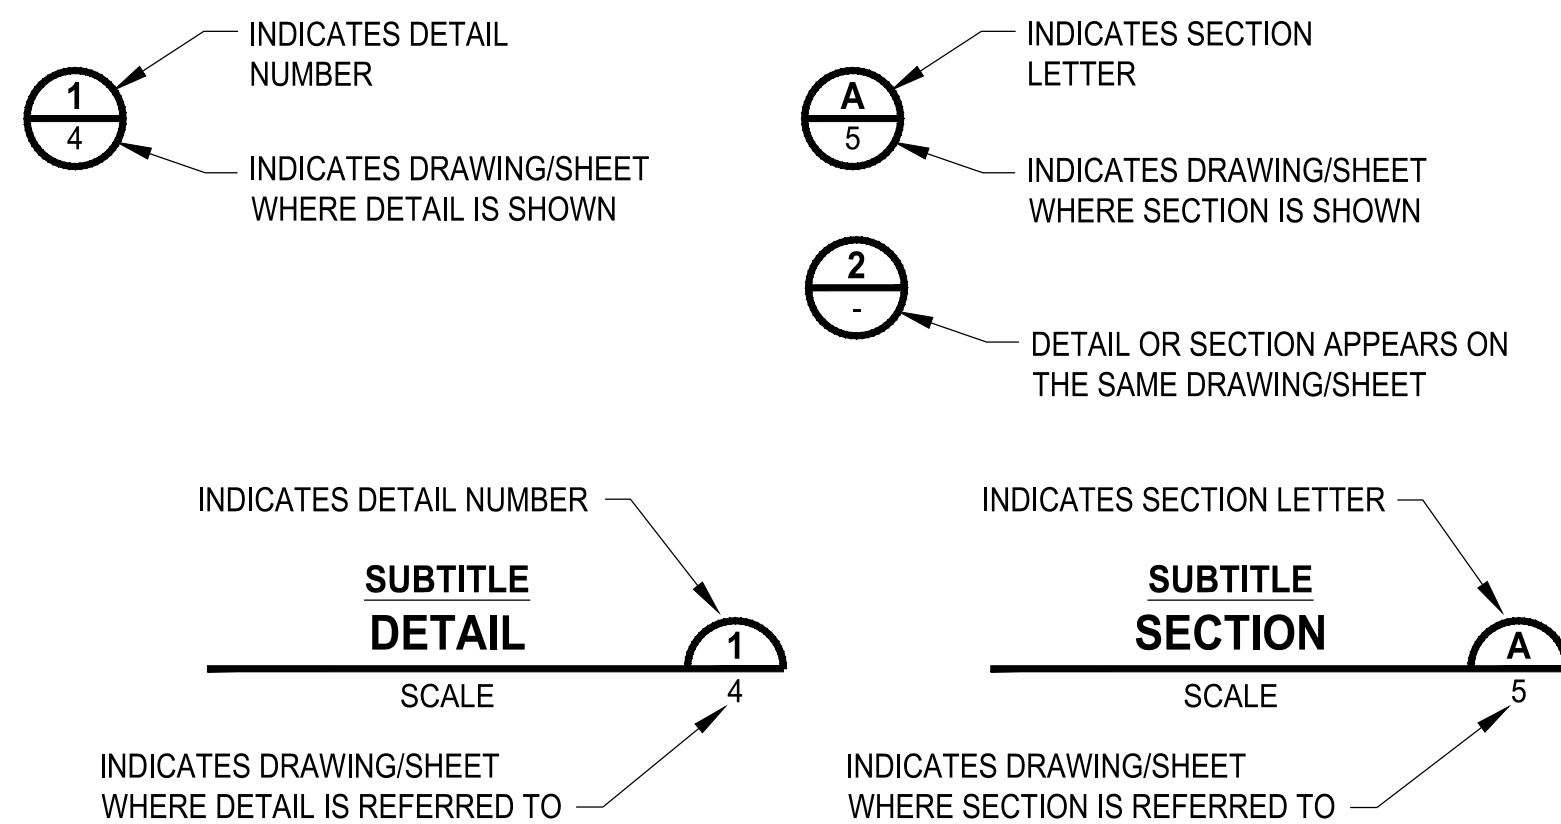 INDICATES DETAIL
NUMBER
1
4
INDICATES DRAWING/SHEET
WHERE DETAIL IS SHOWN
INDICATES SECTION
LETTER
A
5
INDICATES DRAWING/SHEET
WHERE SECTION IS SHOWN
2
-
DETAIL OR SECTION APPEARS ON
THE SAME DRAWING/SHEET
INDICATES DETAIL NUMBER
SUBTITLE
DETAIL
1
SCALE
4
INDICATES DRAWING/SHEET
WHERE DETAIL IS REFERRED TO
INDICATES SECTION LETTER
SUBTITLE
SECTION
A
SCALE
5
INDICATES DRAWING/SHEET
WHERE SECTION IS REFERRED TO